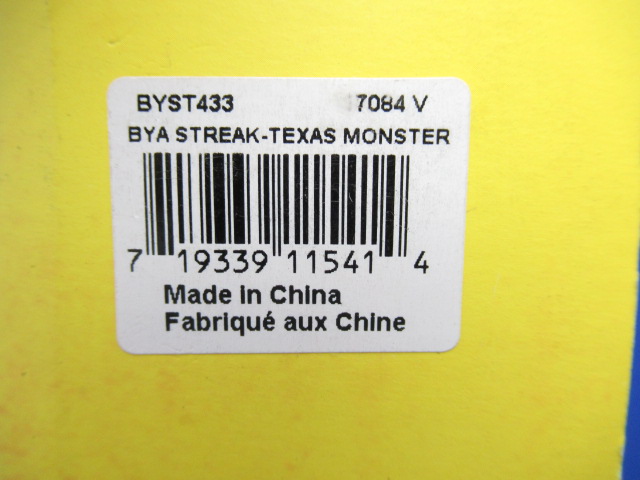 BYST433 7084 V
BYA STREAK-TEXAS MONSTER
7 19339 11541 4
Made in China
Fabriqué aux Chine